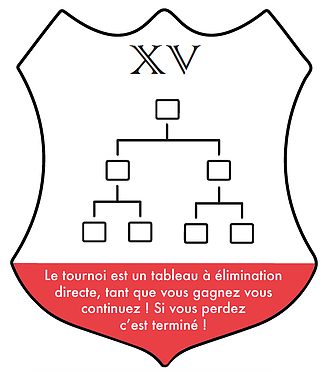 XV
Le tournoi est un tableau à élimination
directe, tant que vous gagnez vous
continuez ! Si vous perdez
c'est terminé !